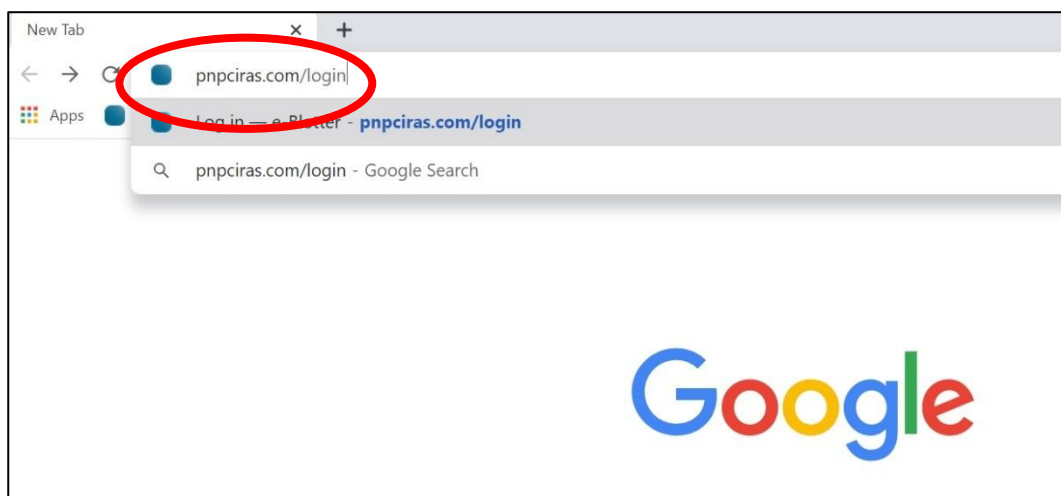 New Tab
pnpciras.com/login
Apps
Log in — e-Blotter - pnpciras.com/login
pnpciras.com/login - Google Search
Google